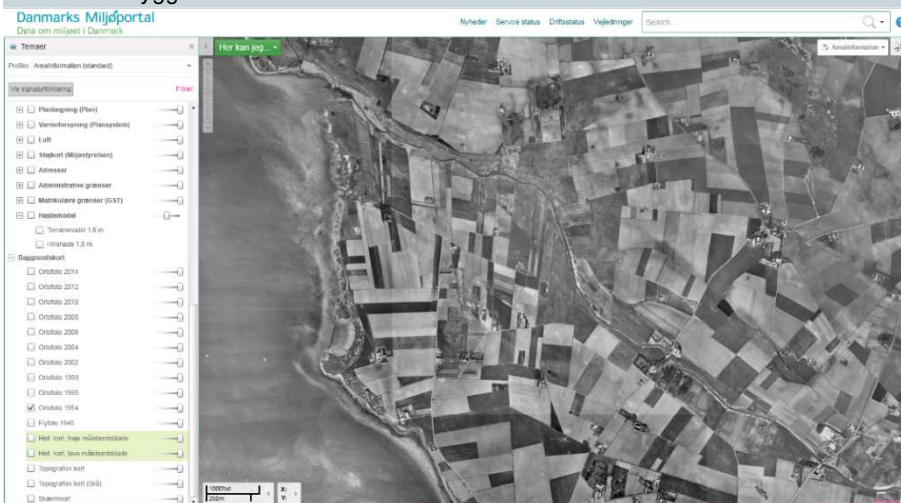 Danmarks Miljøportal
Data om miljøet i Danmark
Nyheder Service status Driftsstatus Vejledninger Search...
Temaer
Her kan jeg...
Arealinformation
Profiler Arealinformation (standard)
Vis signaturforklaring Filter:
Planlægning (Plan)
Varmeforsyning (Plansystem)
Luft
Støjkort (Miljøstyrelsen)
Adresser
Administrative grænser
Matrikulære grænser (GST)
Højdemodel
Terrænmodel 1,6 m
Hillshade 1,6 m
Baggrundskort
Ortofoto 2014
Ortofoto 2012
Ortofoto 2010
Ortofoto 2008
Ortofoto 2006
Ortofoto 2004
Ortofoto 2002
Ortofoto 1999
Ortofoto 1995
Ortofoto 1954
Flyfoto 1945
Hist. kort, høje målebordsblade
Hist. kort, lave målebordsblade
Topografisk kort
Topografisk kort (Grå)
Skærmkort
1000fod
250m
X:
Y: